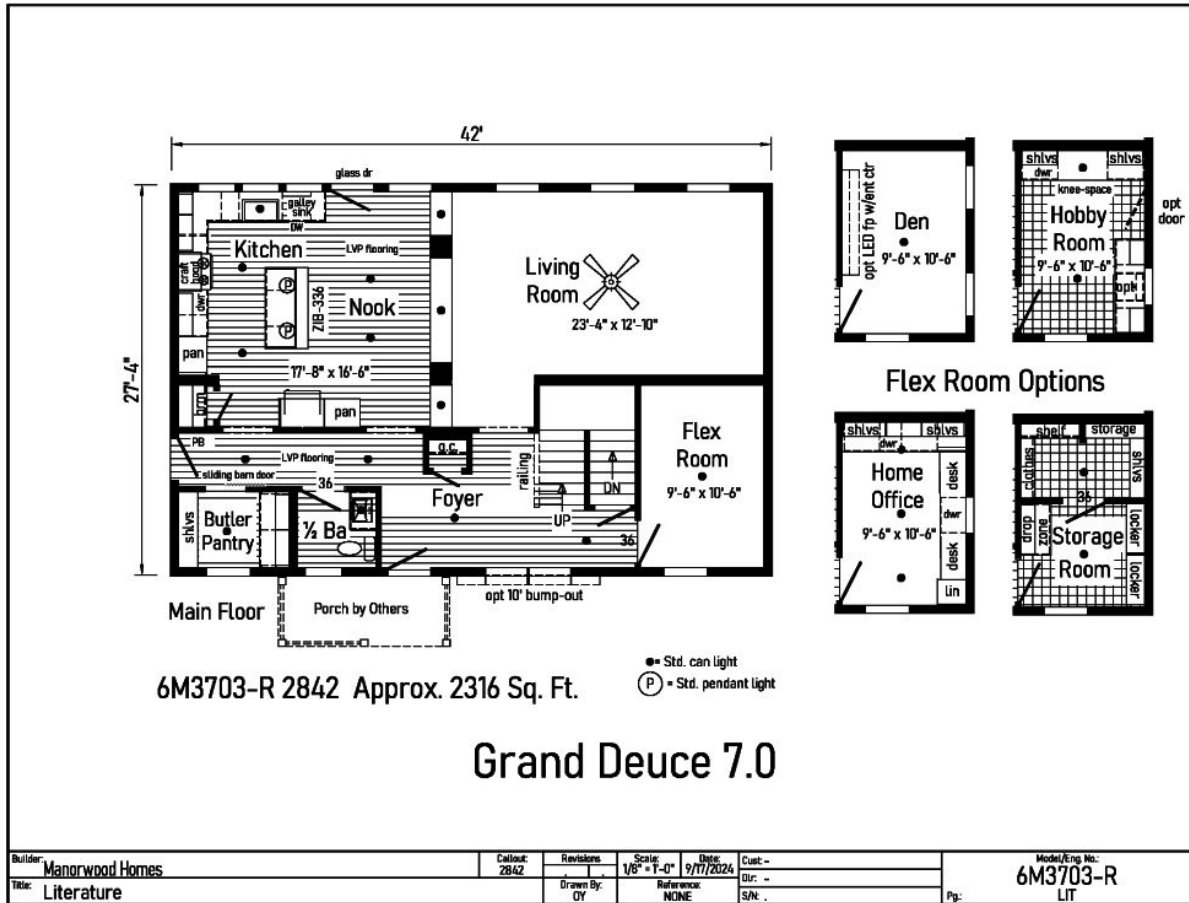 42'
27'-4"
glass dr
galley
sink
DW
Kitchen
LVP flooring
craft
hood
dwr
P
P
ZIB-336
Nook
pan
17'-8" x 16'-6"
brm
pan
Living
Room
23'-4" x 12'-10"
PB
LVP flooring
sliding barn door
36
g.c.
Foyer
railing
UP
DN
36
Flex
Room
9'-6" x 10'-6"
shlvs
Butler
Pantry
½ Ba
opt 10' bump-out
Main Floor
Porch by Others
6M3703-R 2842 Approx. 2316 Sq. Ft.
●= Std. can light
P = Std. pendant light
Grand Deuce 7.0
opt LED fp w/ent ctr
Den
9'-6" x 10'-6"
shlvs
shlvs
dwr
knee-space
Hobby
Room
9'-6" x 10'-6"
opt
opt
door
Flex Room Options
shlvs
shlvs
dwr
Home
Office
9'-6" x 10'-6"
desk
dwr
desk
lin
shelf
storage
clothes
shlvs
36
drop
zone
Storage
Room
locker
locker
Builder: Manorwood Homes
Title: Literature
Callout:
2842
Revisions
Drawn By:
OY
Scale:
1/8" = 1'-0"
Date:
9/17/2024
Reference:
NONE
Cust: -
Dlr: -
S/N: .
Model/Eng. No.:
6M3703-R
Pg.: LIT